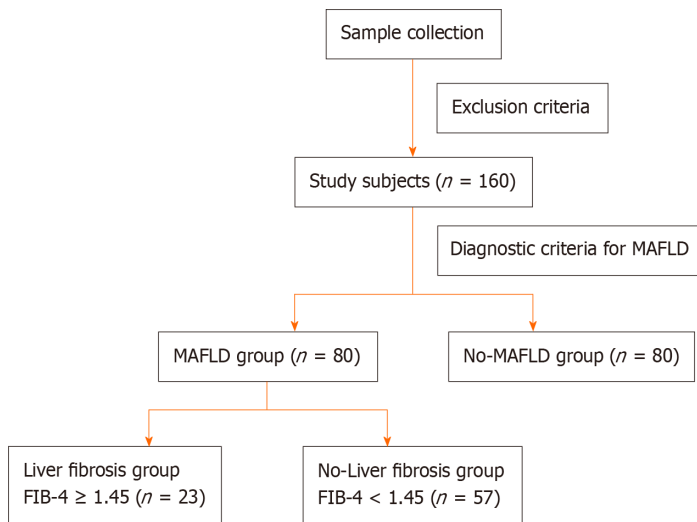 Sample collection
Exclusion criteria
Study subjects (n = 160)
Diagnostic criteria for MAFLD
MAFLD group (n = 80)
No-MAFLD group (n = 80)
Liver fibrosis group
FIB-4 ≥ 1.45 (n = 23)
No-Liver fibrosis group
FIB-4 < 1.45 (n = 57)